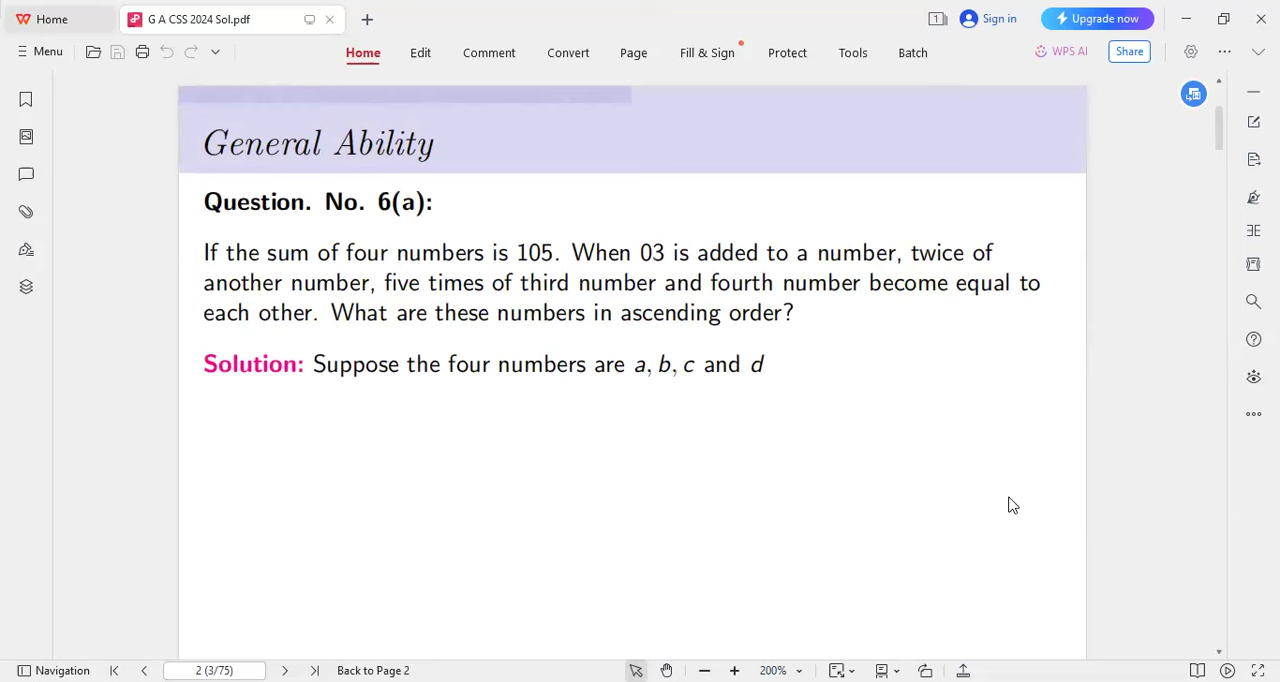 Home
G A CSS 2024 Sol.pdf
1
Sign in
Upgrade now
Menu
Home Edit Comment Convert Page Fill & Sign Protect Tools Batch
WPS AI
Share
General Ability
Question. No. 6(a):
If the sum of four numbers is 105. When 03 is added to a number, twice of
another number, five times of third number and fourth number become equal to
each other. What are these numbers in ascending order?
Solution: Suppose the four numbers are a, b, c and d
Navigation
2 (3/75)
Back to Page 2
200%